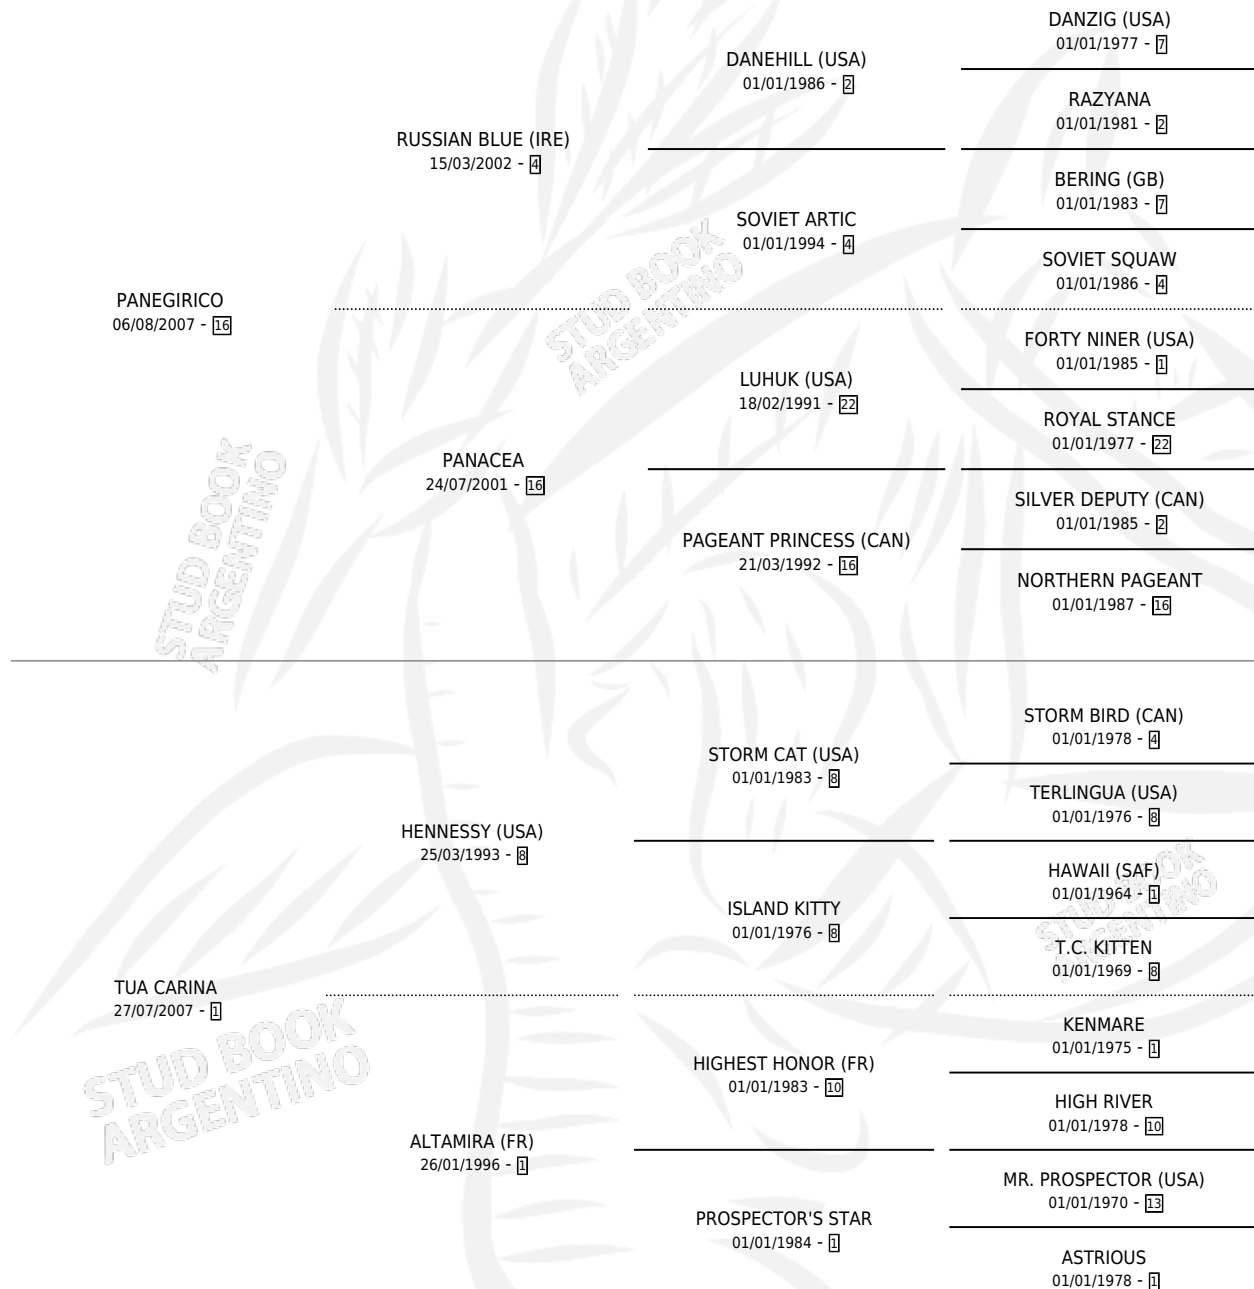 PANEGIRICO
06/08/2007 - 16
RUSSIAN BLUE (IRE)
15/03/2002 - 4
PANACEA
24/07/2001 - 16
DANEHILL (USA)
01/01/1986 - 2
SOVIET ARTIC
01/01/1994 - 4
LUHUK (USA)
18/02/1991 - 22
PAGEANT PRINCESS (CAN)
21/03/1992 - 16
DANZIG (USA)
01/01/1977 - 7
RAZYANA
01/01/1981 - 2
BERING (GB)
01/01/1983 - 7
SOVIET SQUAW
01/01/1986 - 4
FORTY NINER (USA)
01/01/1985 - 1
ROYAL STANCE
01/01/1977 - 22
SILVER DEPUTY (CAN)
01/01/1985 - 2
NORTHERN PAGEANT
01/01/1987 - 16
STUD BOOK
ARGENTINO
STUD BOOK
ARGENTINO
TUA CARINA
27/07/2007 - 1
HENNESSY (USA)
25/03/1993 - 8
ALTAMIRA (FR)
26/01/1996 - 1
STORM CAT (USA)
01/01/1983 - 8
ISLAND KITTY
01/01/1976 - 8
HIGHEST HONOR (FR)
01/01/1983 - 10
PROSPECTOR'S STAR
01/01/1984 - 1
STORM BIRD (CAN)
01/01/1978 - 4
TERLINGUA (USA)
01/01/1976 - 8
HAWAII (SAF)
01/01/1964 - 1
T.C. KITTEN
01/01/1969 - 8
KENMARE
01/01/1975 - 1
HIGH RIVER
01/01/1978 - 10
MR. PROSPECTOR (USA)
01/01/1970 - 13
ASTRIOUS
01/01/1978 - 1
STUD BOOK
ARGENTINO
STUD BOOK
ARGENTINO